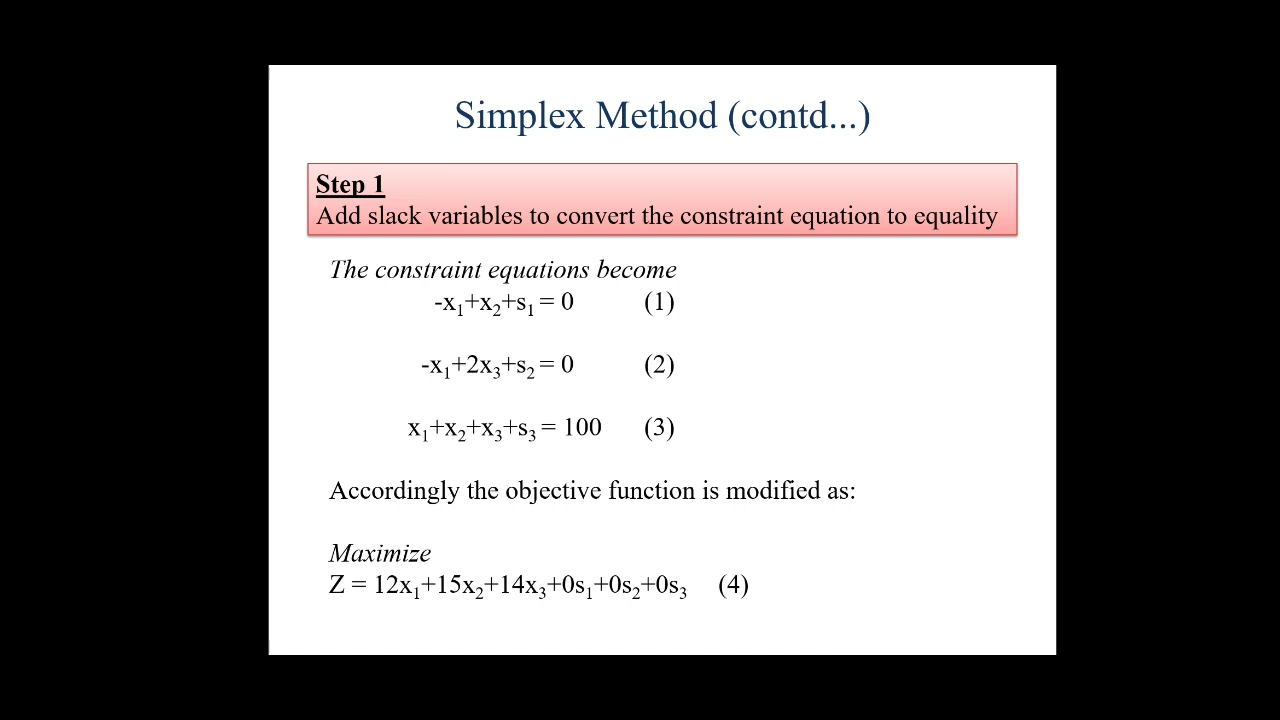 Simplex Method (contd...)
Step 1
Add slack variables to convert the constraint equation to equality
The constraint equations become
-x₁+x₂+s₁ = 0 (1)
-x₁+2x₃+s₂ = 0 (2)
x₁+x₂+x₃+s₃ = 100 (3)
Accordingly the objective function is modified as:
Maximize
Z = 12x₁+15x₂+14x₃+0s₁+0s₂+0s₃ (4)